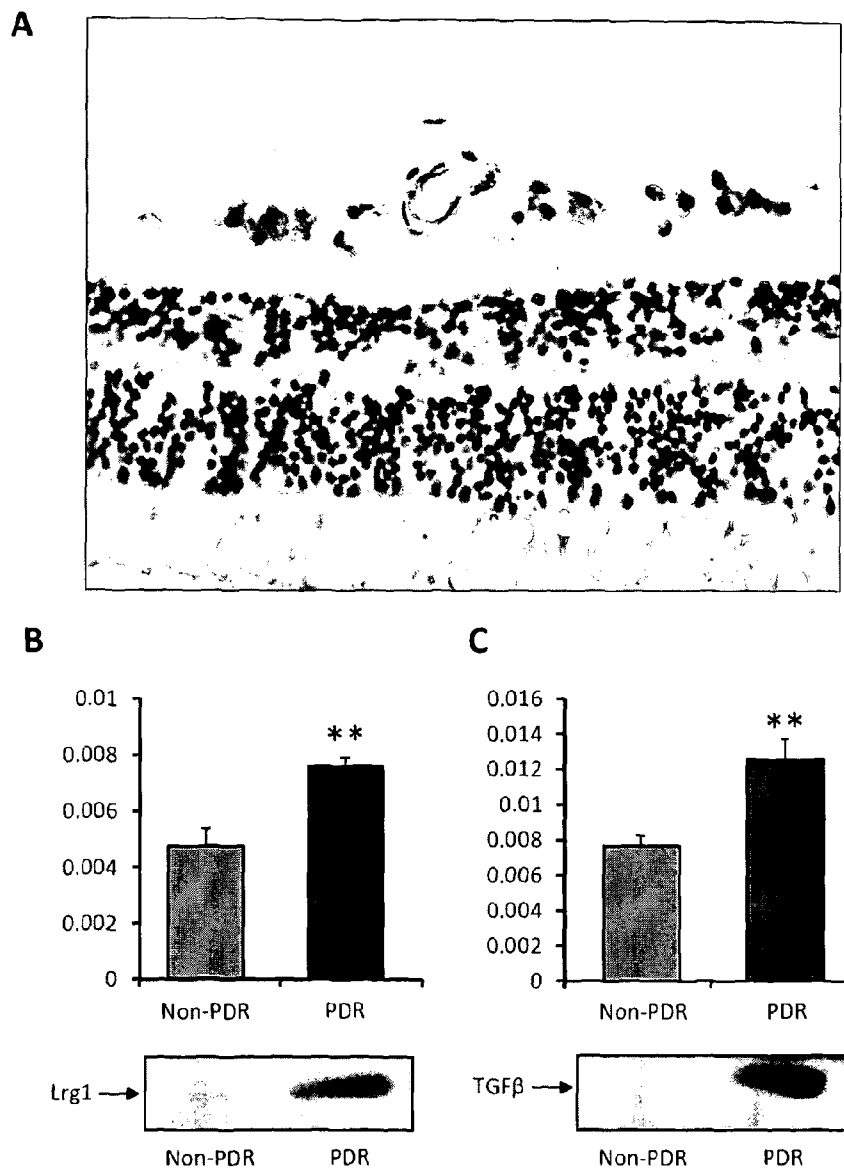 A
B
0.01
0.008
0.006
0.004
0.002
0
**
Non-PDR
PDR
Lrg1
Non-PDR
PDR
C
0.016
0.014
0.012
0.01
0.008
0.006
0.004
0.002
0
**
Non-PDR
PDR
TGFβ
Non-PDR
PDR